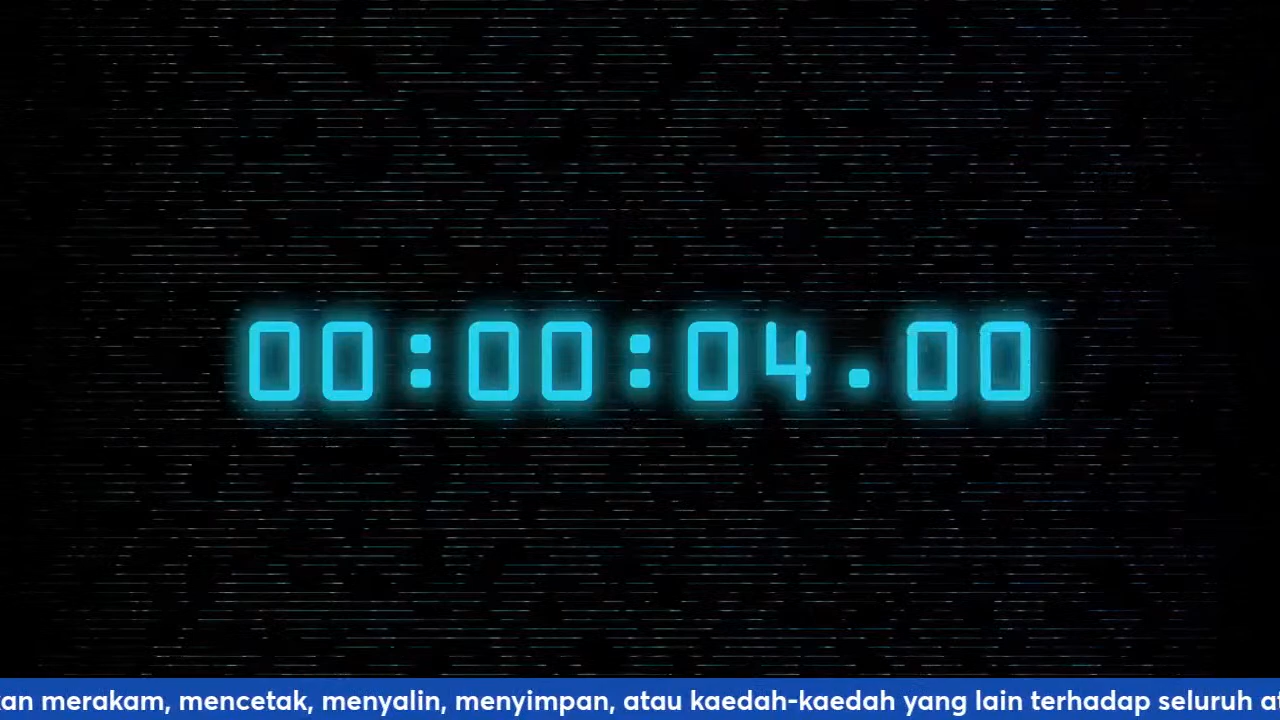 00:00:04.00
merakam, mencetak, menyalin, menyimpan, atau kaedah-kaedah yang lain terhadap seluruh